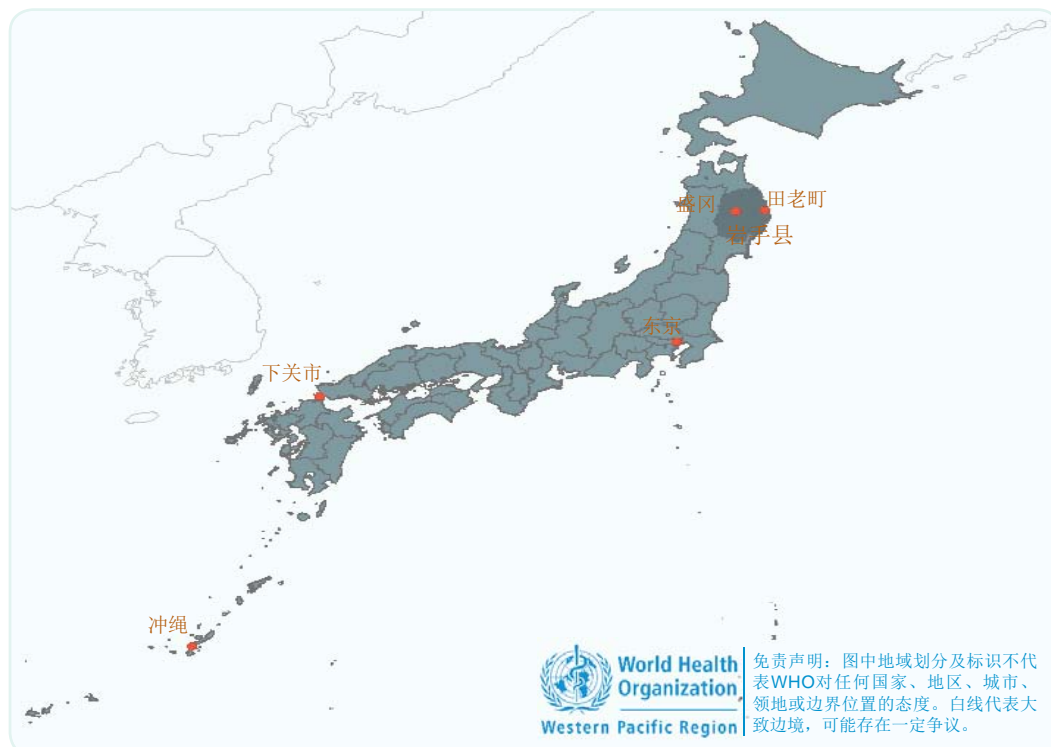 盛冈
田老町
岩手县
东京
下关市
冲绳
World Health
Organization
Western Pacific Region
免责声明：图中地域划分及标识不代
表WHO对任何国家、地区、城市、
领地或边界位置的态度。白线代表大
致边境，可能存在一定争议。